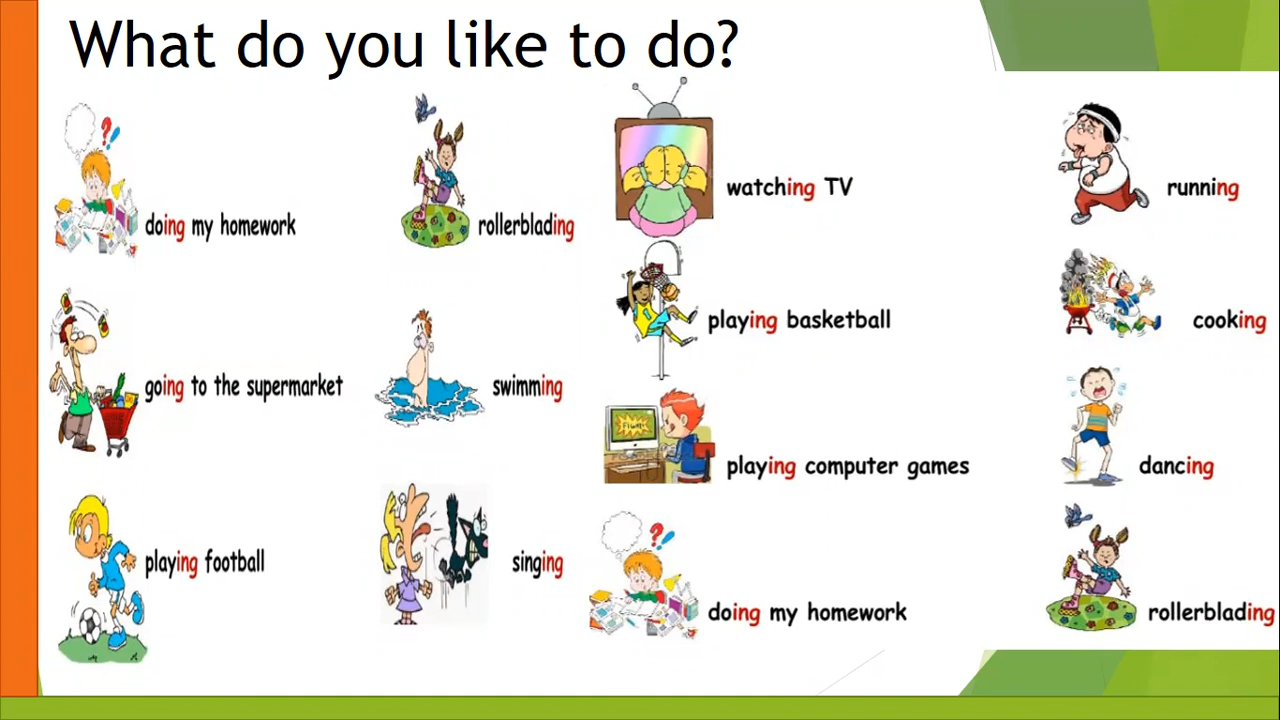 What do you like to do?
doing my homework
rollerblading
watching TV
running
going to the supermarket
swimming
playing basketball
cooking
playing football
singing
playing computer games
dancing
doing my homework
rollerblading